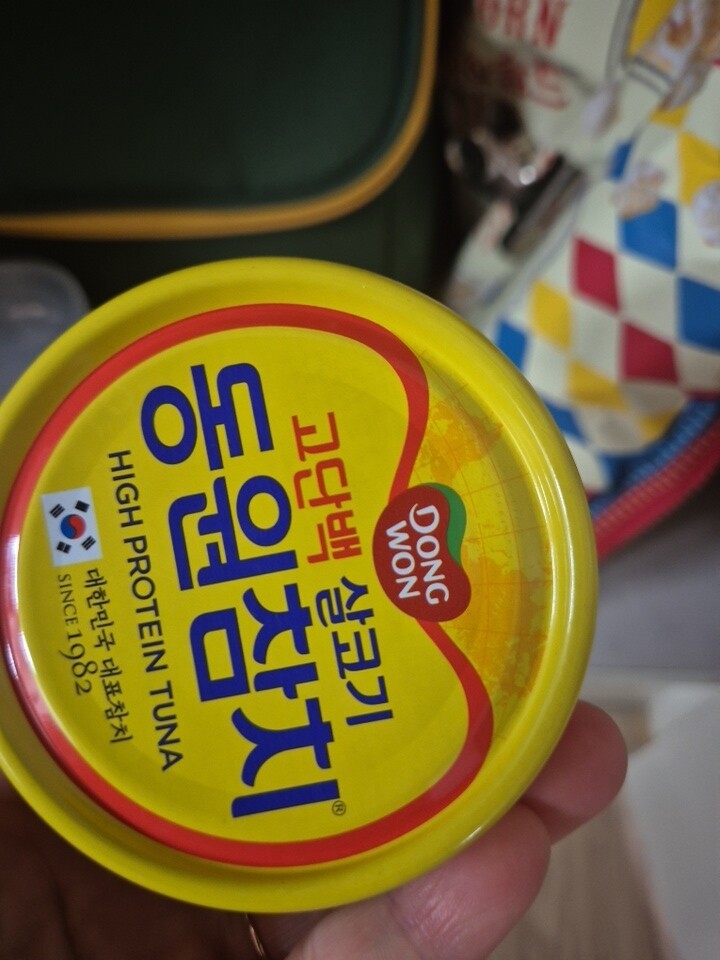 DONG
WON
고단백 살코기
동원참치®
HIGH PROTEIN TUNA
대한민국 대표참치
SINCE 1982